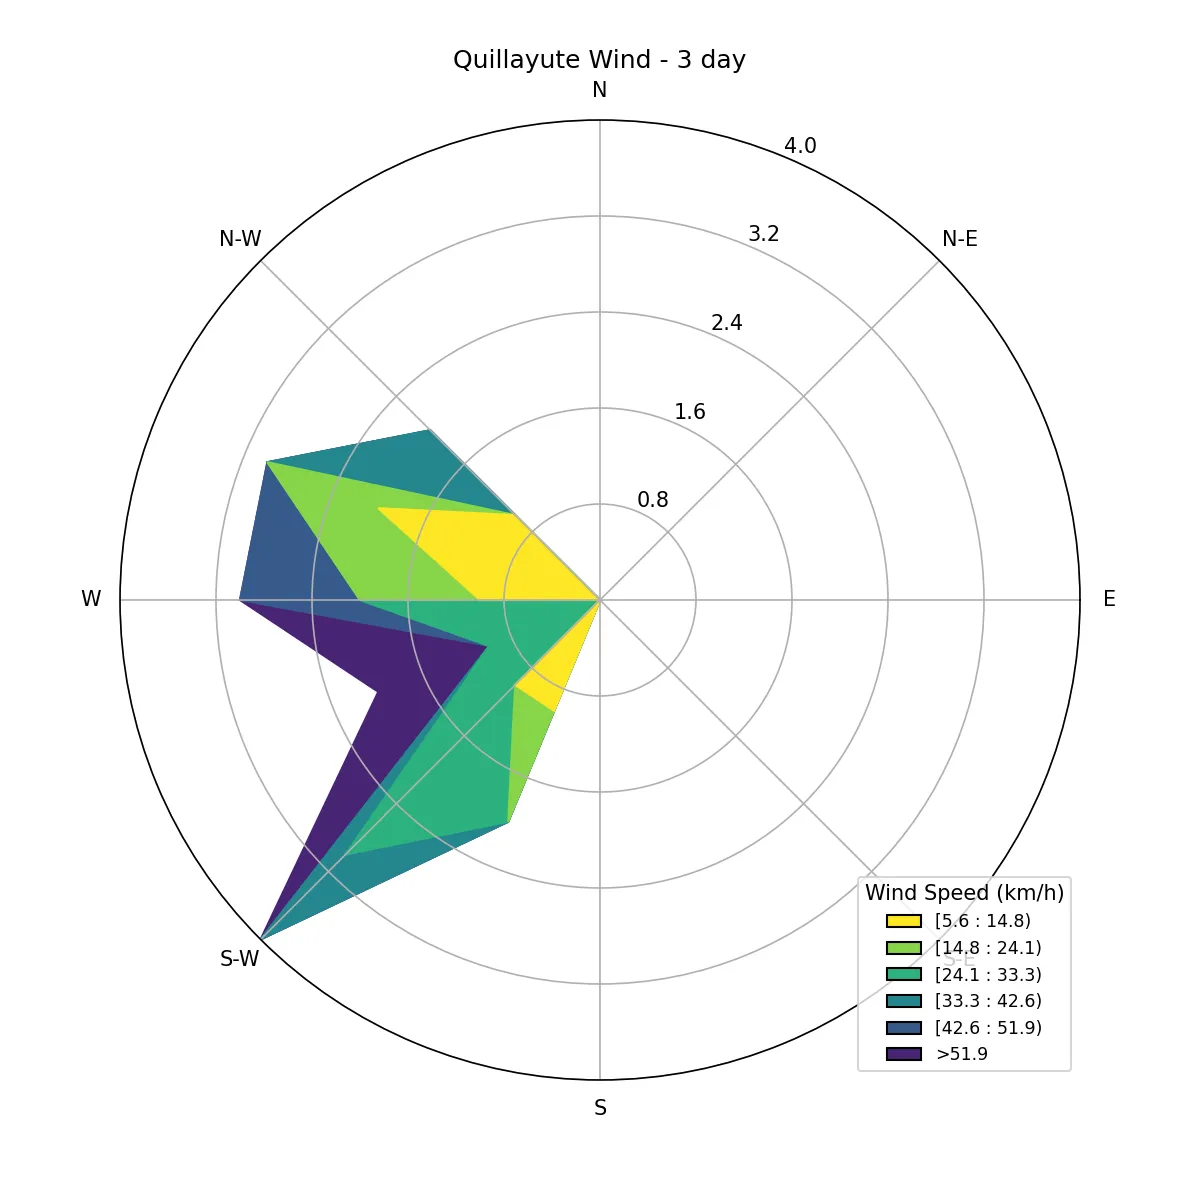 Quillayute Wind - 3 day
N
4.0
N-W
3.2
N-E
2.4
1.6
0.8
W
E
S-W
S-E
S
Wind Speed (km/h)
[5.6 : 14.8)
[14.8 : 24.1)
[24.1 : 33.3)
[33.3 : 42.6)
[42.6 : 51.9)
>51.9